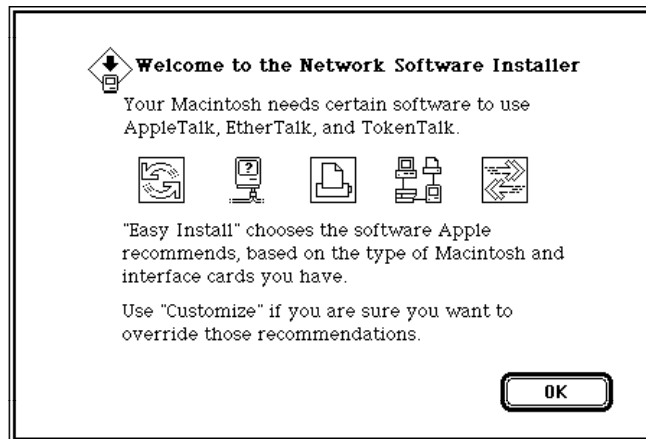 Welcome to the Network Software Installer
Your Macintosh needs certain software to use
AppleTalk, EtherTalk, and TokenTalk.
?
"Easy Install" chooses the software Apple
recommends, based on the type of Macintosh and
interface cards you have.
Use "Customize" if you are sure you want to
override those recommendations.
OK